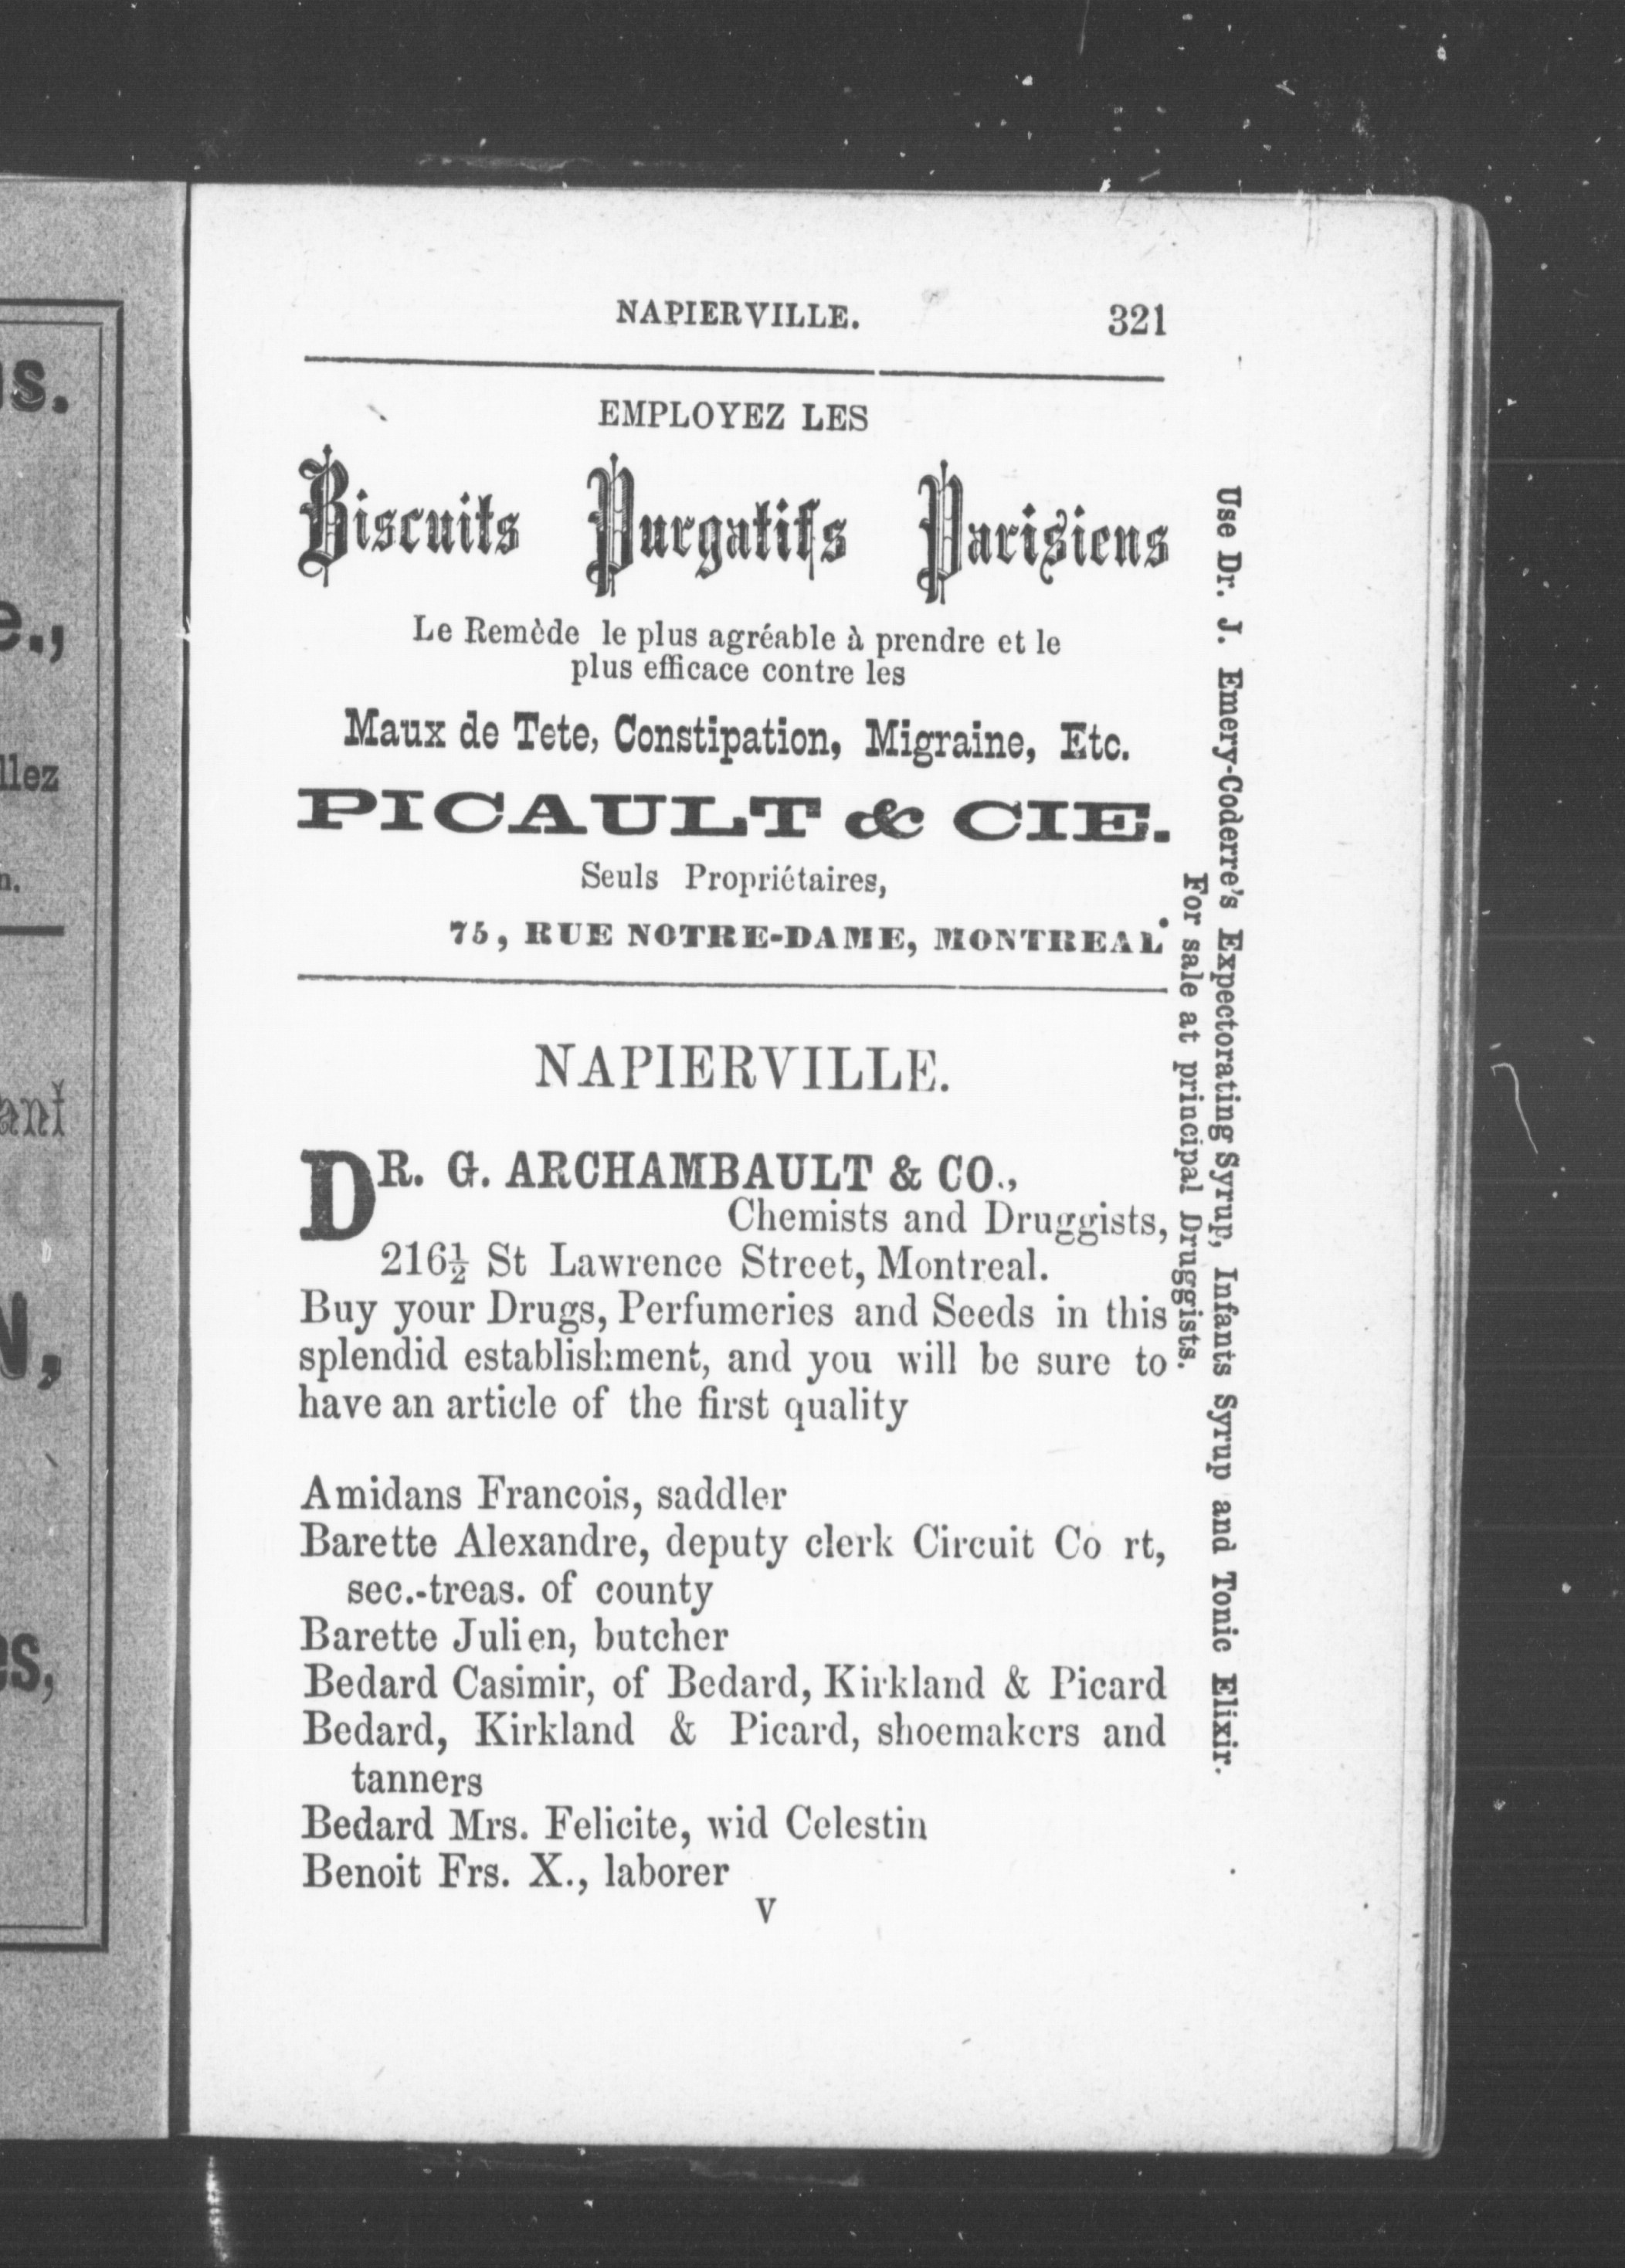 NAPIERVILLE. 321
EMPLOYEZ LES
Biscuits Purgatifs Parisiens
Le Remède le plus agréable à prendre et le
plus efficace contre les
Maux de Tete, Constipation, Migraine, Etc.
PICAULT & CIE.
Seuls Propriétaires,
75, RUE NOTRE-DAME, MONTREAL.
NAPIERVILLE.
DR. G. ARCHAMBAULT & CO.,
Chemists and Druggists,
216½ St Lawrence Street, Montreal.
Buy your Drugs, Perfumeries and Seeds in this
splendid establishment, and you will be sure to
have an article of the first quality
Amidans Francois, saddler
Barette Alexandre, deputy clerk Circuit Co rt,
sec.-treas. of county
Barette Julien, butcher
Bedard Casimir, of Bedard, Kirkland & Picard
Bedard, Kirkland & Picard, shoemakers and
tanners
Bedard Mrs. Felicite, wid Celestin
Benoit Frs. X., laborer
V
Use Dr. J. Emery-Coderre's Expectorating Syrup, Infants Syrup and Tonic Elixir.
For sale at principal Druggists.
s.
e.,
llez
n.
ant
N,
es,